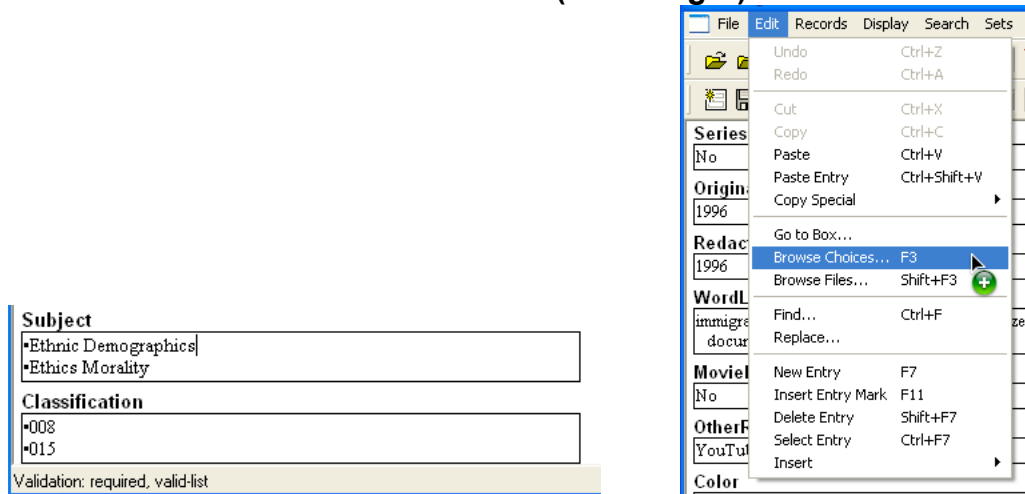 Subject
▪Ethnic Demographics
▪Ethics Morality
Classification
▪008
▪015
Validation: required, valid-list
File Edit Records Display Search Sets
Undo Ctrl+Z
Redo Ctrl+A
Cut Ctrl+X
Copy Ctrl+C
Paste Ctrl+V
Paste Entry Ctrl+Shift+V
Copy Special
Go to Box...
Browse Choices... F3
Browse Files... Shift+F3
Find... Ctrl+F
Replace...
New Entry F7
Insert Entry Mark F11
Delete Entry Shift+F7
Select Entry Ctrl+F7
Insert
Series
No
1996
1996
No
Color